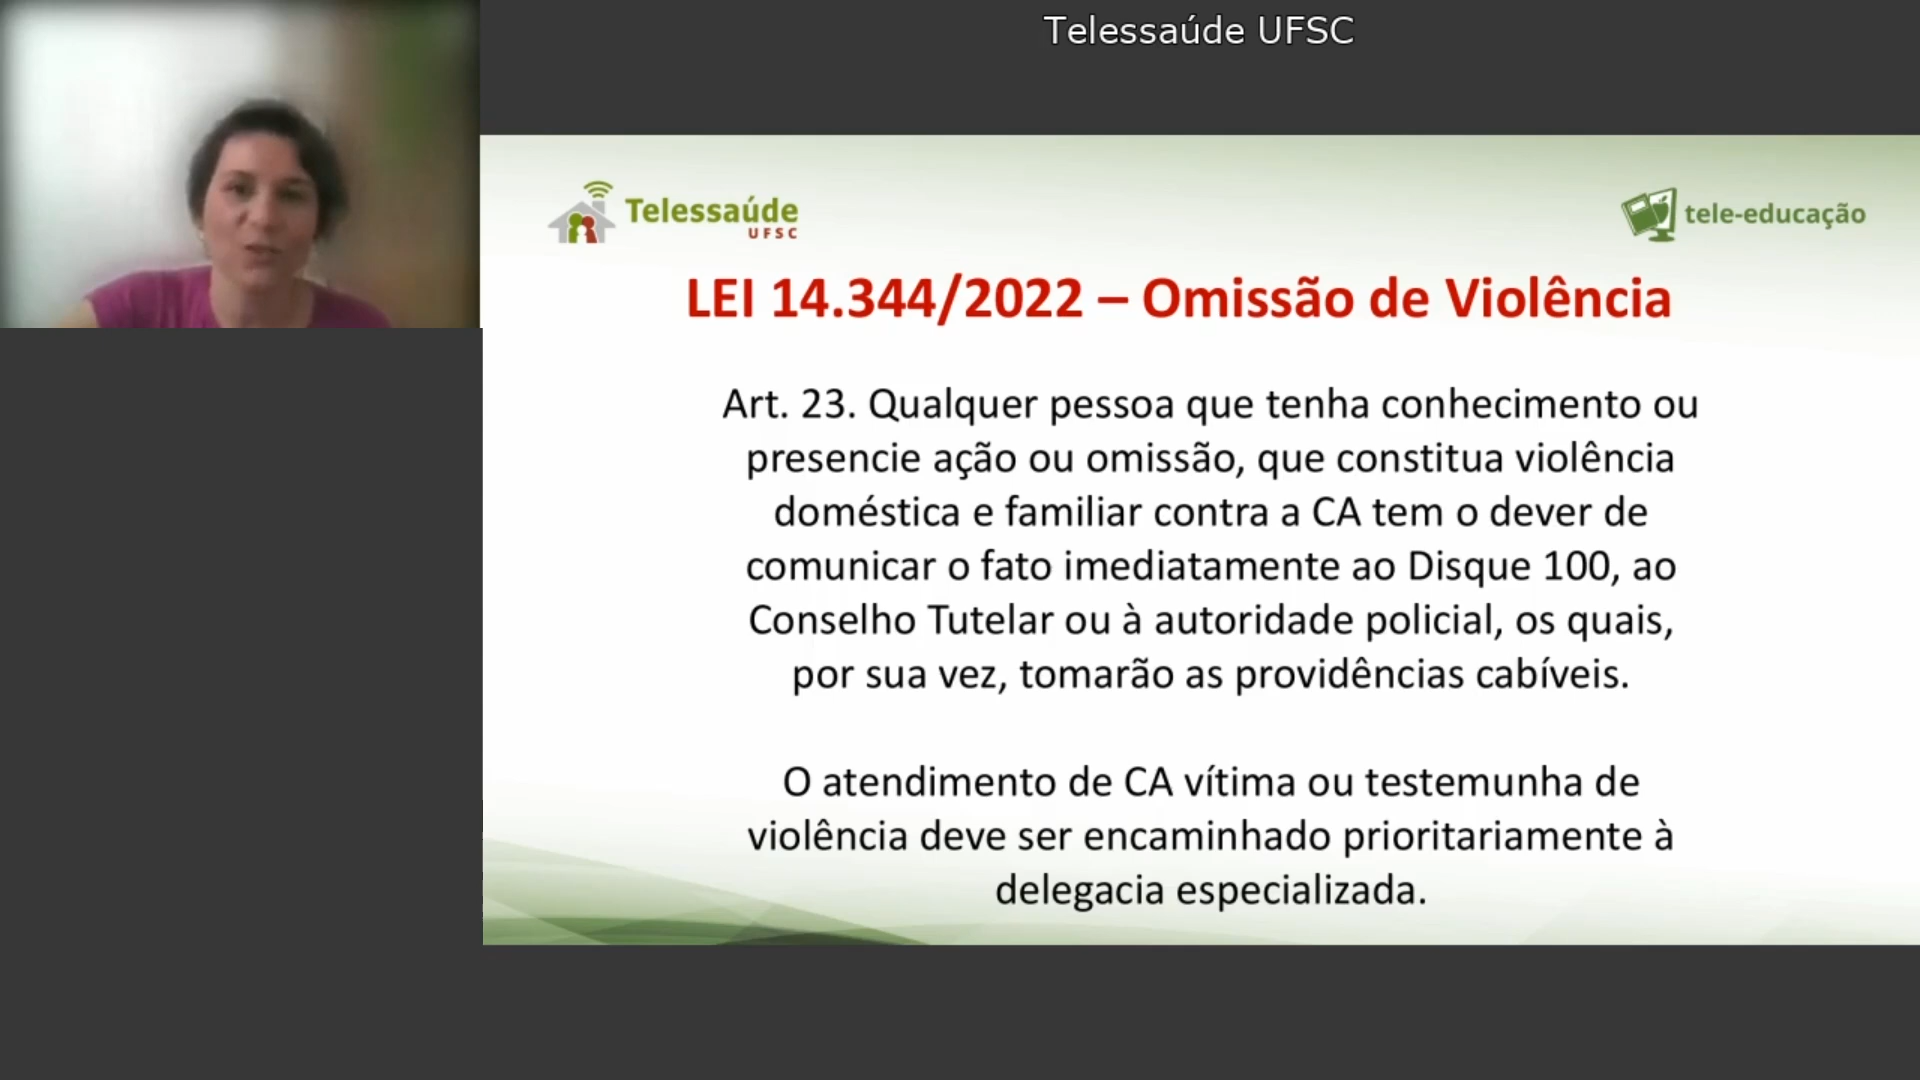 Telessaúde UFSC
Telessaúde
UFSC
tele-educação
LEI 14.344/2022 – Omissão de Violência
Art. 23. Qualquer pessoa que tenha conhecimento ou
presencie ação ou omissão, que constitua violência
doméstica e familiar contra a CA tem o dever de
comunicar o fato imediatamente ao Disque 100, ao
Conselho Tutelar ou à autoridade policial, os quais,
por sua vez, tomarão as providências cabíveis.
O atendimento de CA vítima ou testemunha de
violência deve ser encaminhado prioritariamente à
delegacia especializada.